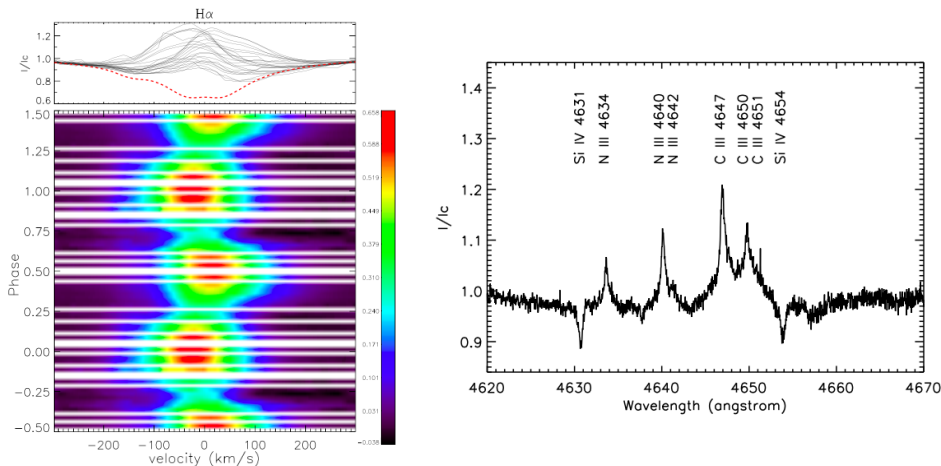 Hα
I/Ic
1.2
1.0
0.8
0.6
Phase
1.50
1.25
1.00
0.75
0.50
0.25
0.00
-0.25
-0.50
-200 -100 0 100 200
velocity (km/s)
0.658
0.588
0.519
0.449
0.379
0.310
0.240
0.171
0.101
0.031
-0.038
I/Ic
1.4
1.3
1.2
1.1
1.0
0.9
Si IV 4631
N III 4634
N III 4640
N III 4642
C III 4647
C III 4650
C III 4651
Si IV 4654
4620 4630 4640 4650 4660 4670
Wavelength (angstrom)